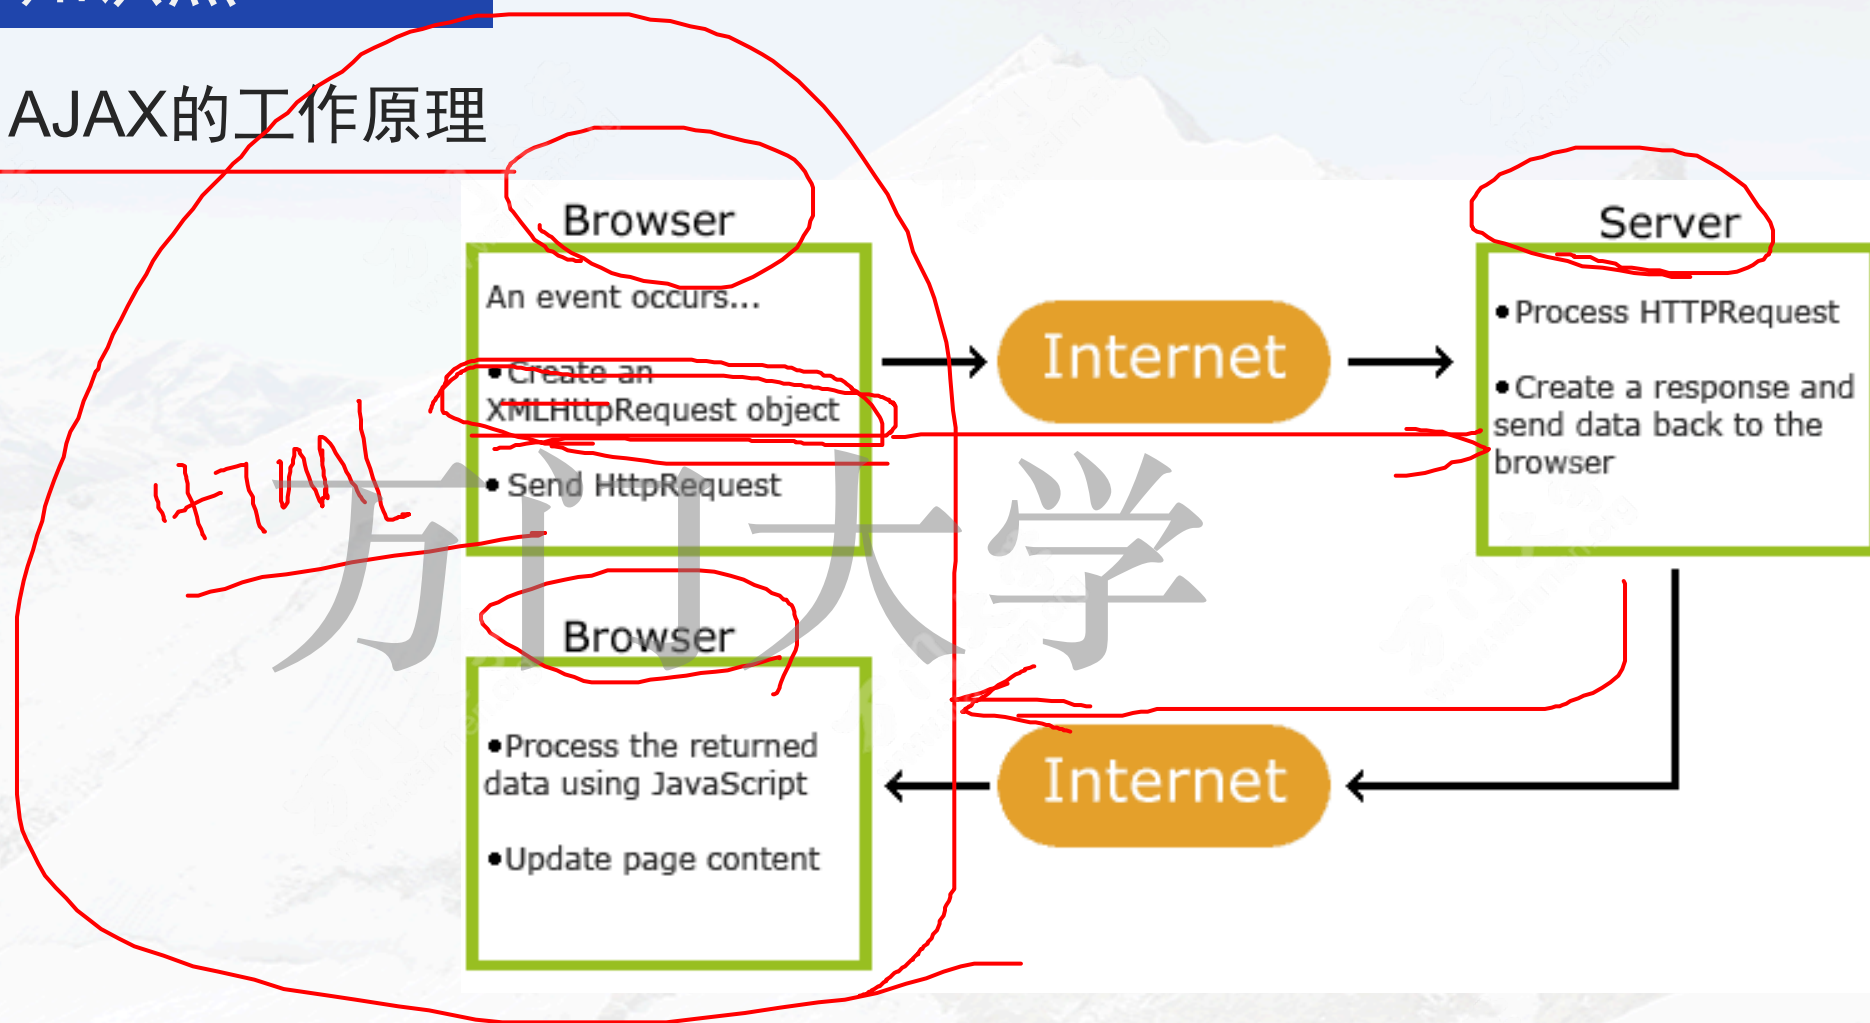 AJAX的工作原理
Browser
An event occurs...
•Create an
XMLHttpRequest object
• Send HttpRequest
Internet
Server
•Process HTTPRequest
•Create a response and
send data back to the
browser
HTML
万门大学
Browser
•Process the returned
data using JavaScript
•Update page content
Internet